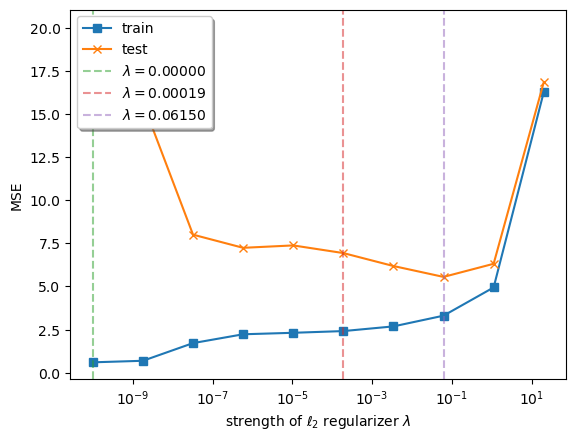 20.0
17.5
15.0
12.5
10.0
7.5
5.0
2.5
0.0
MSE
train
test
λ = 0.00000
λ = 0.00019
λ = 0.06150
10⁻⁹ 10⁻⁷ 10⁻⁵ 10⁻³ 10⁻¹ 10¹
strength of ℓ₂ regularizer λ